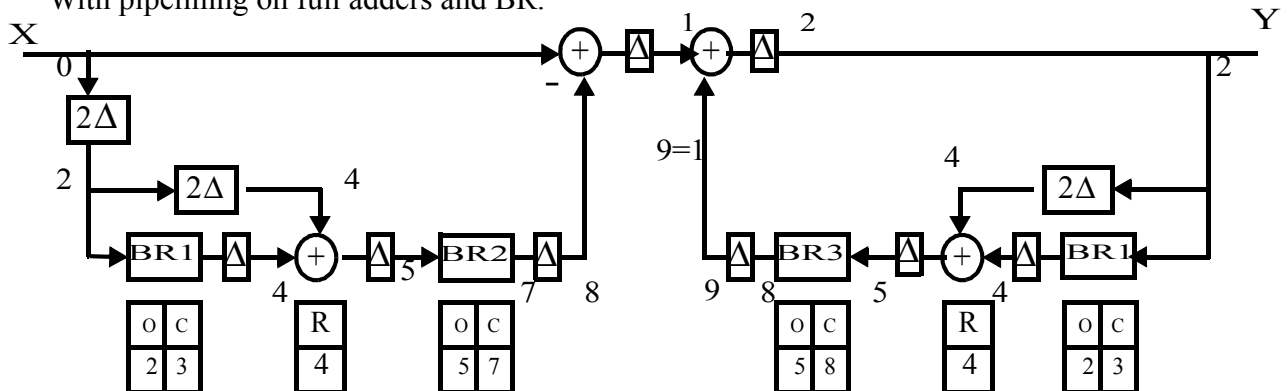 With pipelining on full adders and BR.
X 1 2 Y
0 + Δ + Δ 2
-
2Δ
9=1
2 2Δ 4 4 2Δ
BR1 Δ + Δ BR2 Δ Δ BR3 Δ + Δ BR1
4 5 7 8 9 8 5 4
O C R O C O C R O C
2 3 4 5 7 5 8 4 2 3